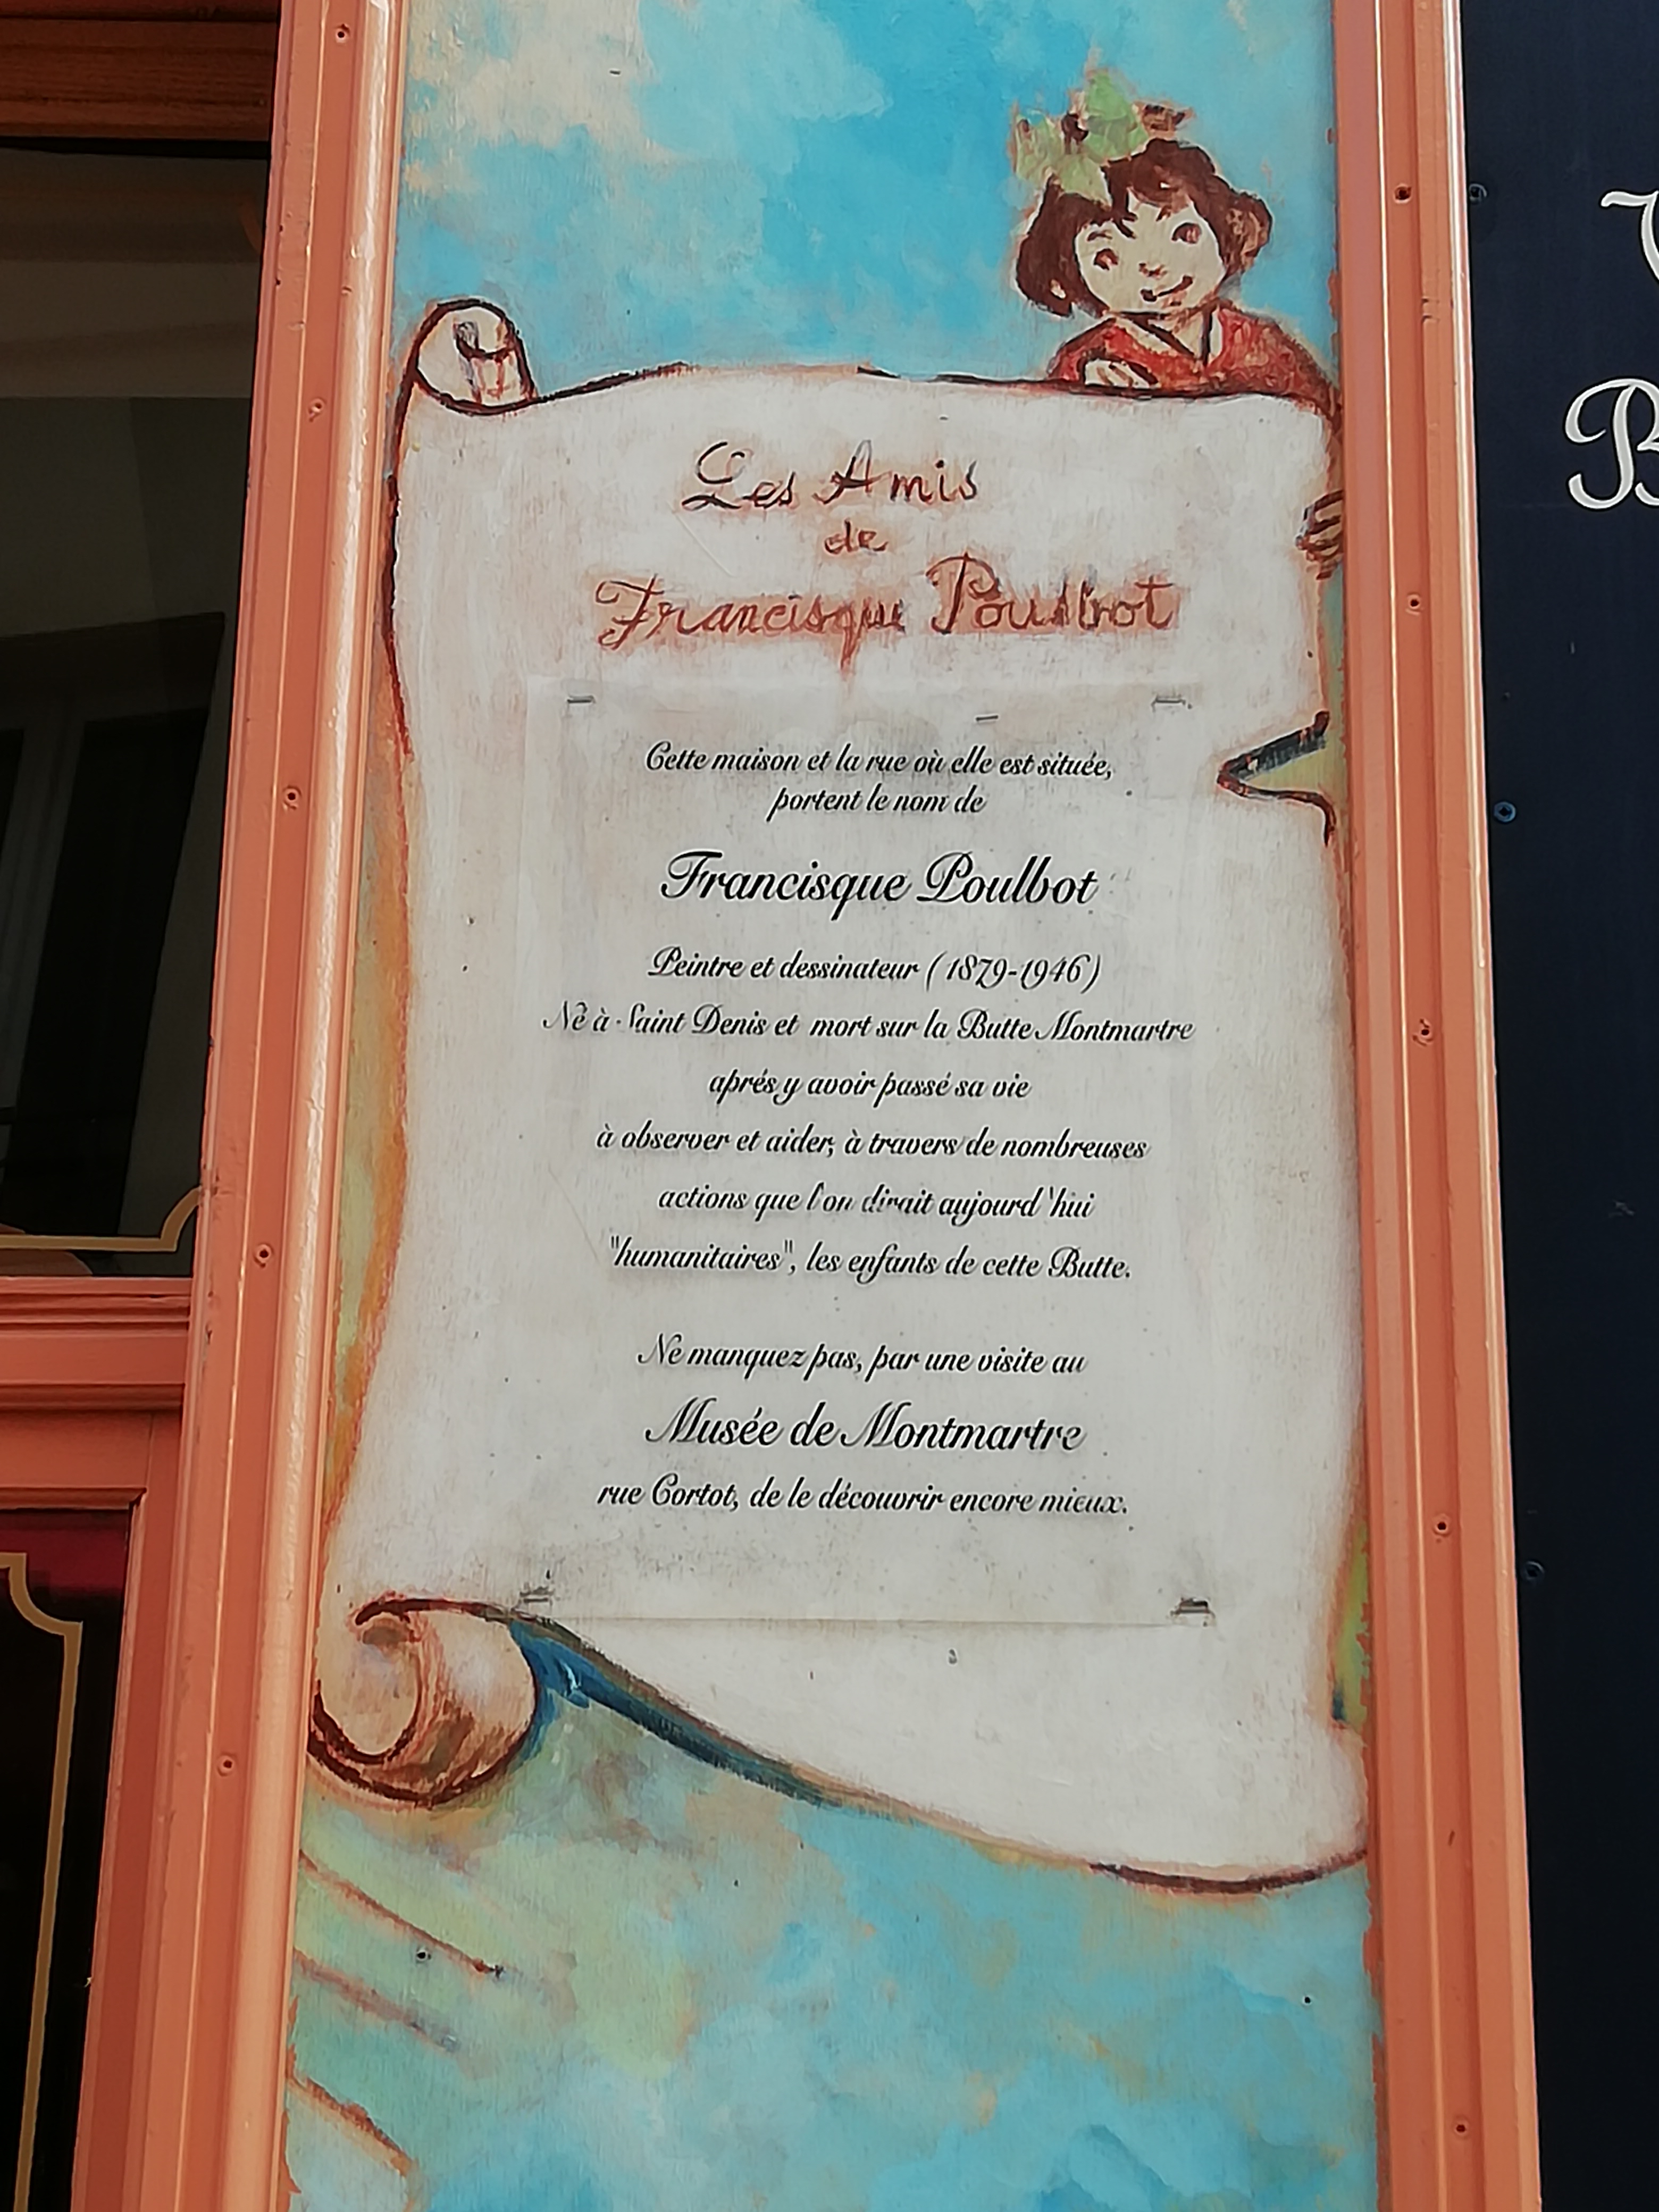 Les Amis
de
Francisque Poulbot
Cette maison et la rue où elle est située,
portent le nom de
Francisque Poulbot
Peintre et dessinateur (1879-1946)
Né à Saint Denis et mort sur la Butte Montmartre
aprés y avoir passé sa vie
à observer et aider, à travers de nombreuses
actions que l'on dirait aujourd'hui
"humanitaires", les enfants de cette Butte.
Ne manquez pas, par une visite au
Musée de Montmartre
rue Cortot, de le découvrir encore mieux.
B